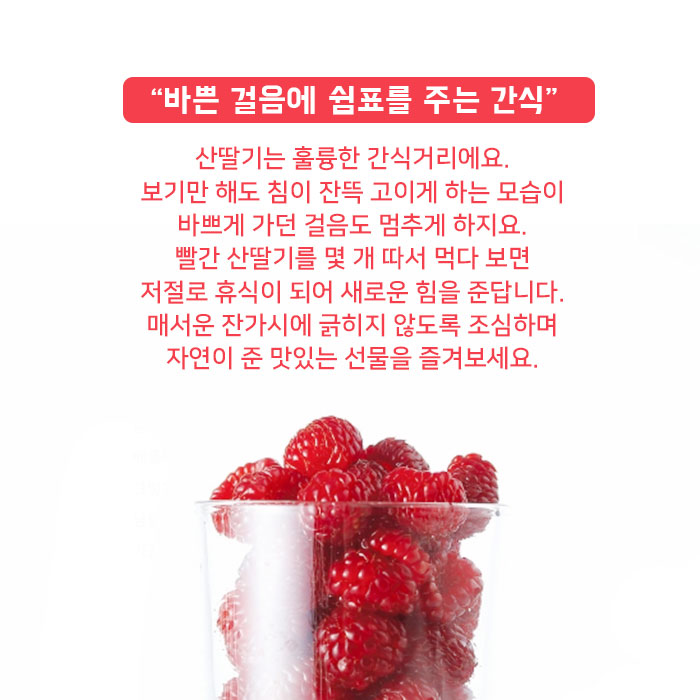 “바쁜 걸음에 쉼표를 주는 간식”
산딸기는 훌륭한 간식거리에요.
보기만 해도 침이 잔뜩 고이게 하는 모습이
바쁘게 가던 걸음도 멈추게 하지요.
빨간 산딸기를 몇 개 따서 먹다 보면
저절로 휴식이 되어 새로운 힘을 준답니다.
매서운 잔가시에 긁히지 않도록 조심하며
자연이 준 맛있는 선물을 즐겨보세요.